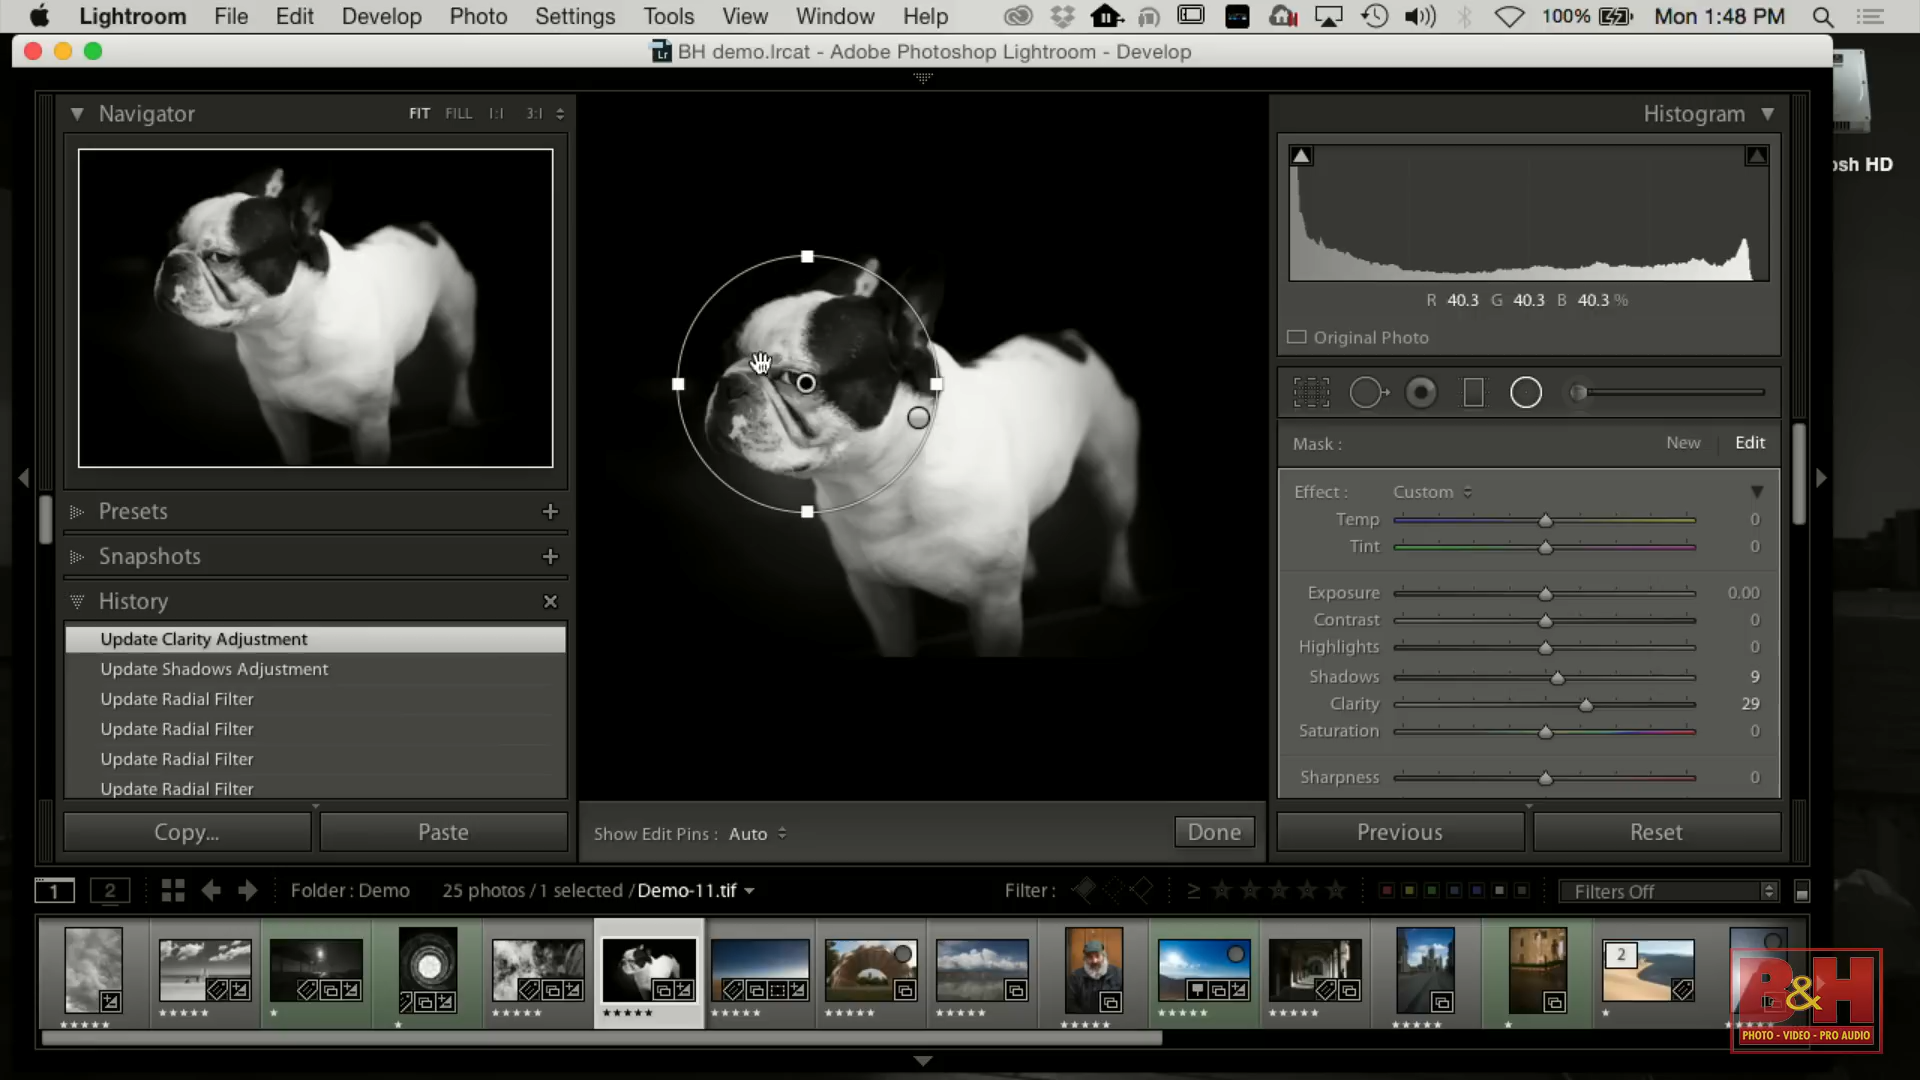 Lightroom File Edit Develop Photo Settings Tools View Window Help 100% Mon 1:48 PM
BH demo.lrcat - Adobe Photoshop Lightroom - Develop
Navigator FIT FILL 1:1 3:1
Histogram
osh HD
R 40.3 G 40.3 B 40.3 %
Original Photo
Mask : New Edit
Effect : Custom
Temp 0
Tint 0
Exposure 0.00
Contrast 0
Highlights 0
Shadows 9
Clarity 29
Saturation 0
Sharpness 0
Presets
Snapshots
History
Update Clarity Adjustment
Update Shadows Adjustment
Update Radial Filter
Update Radial Filter
Update Radial Filter
Update Radial Filter
Copy... Paste
Show Edit Pins : Auto Done
Previous Reset
1 2 Folder : Demo 25 photos / 1 selected / Demo-11.tif Filter : Filters Off
2
B&H
PHOTO - VIDEO - PRO AUDIO